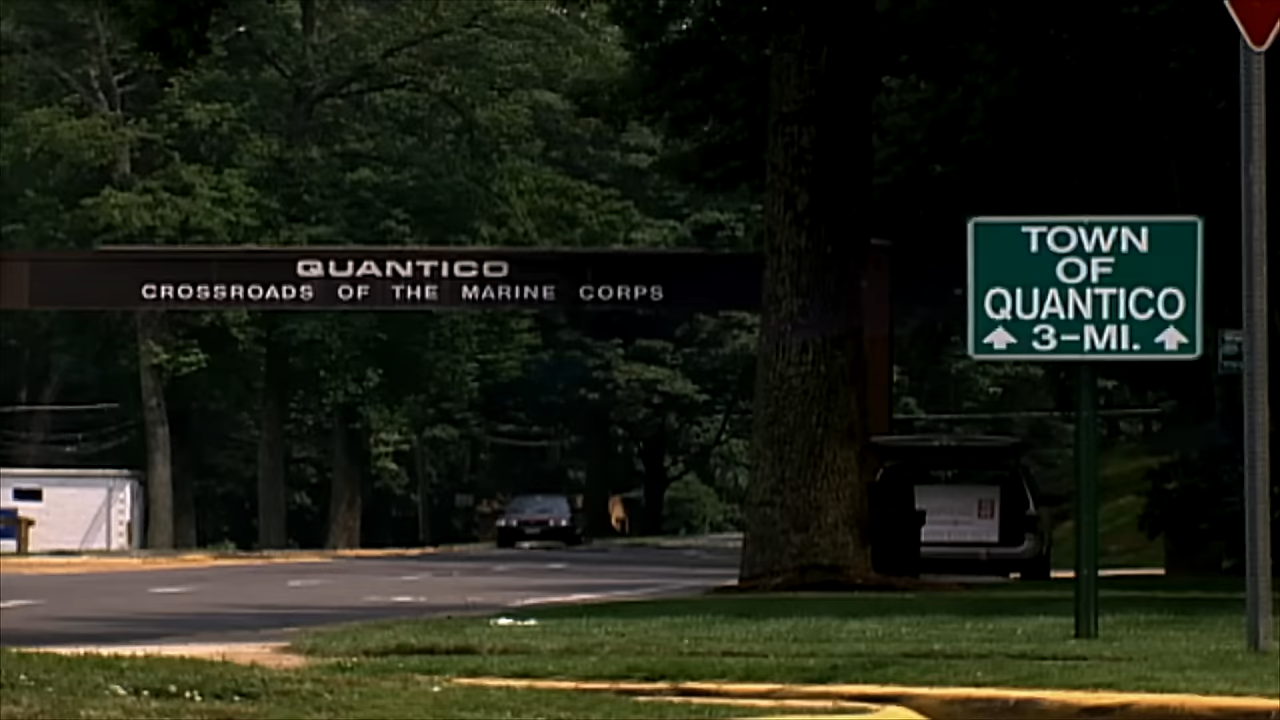 QUANTICO
CROSSROADS OF THE MARINE CORPS
TOWN
OF
QUANTICO
3-MI.